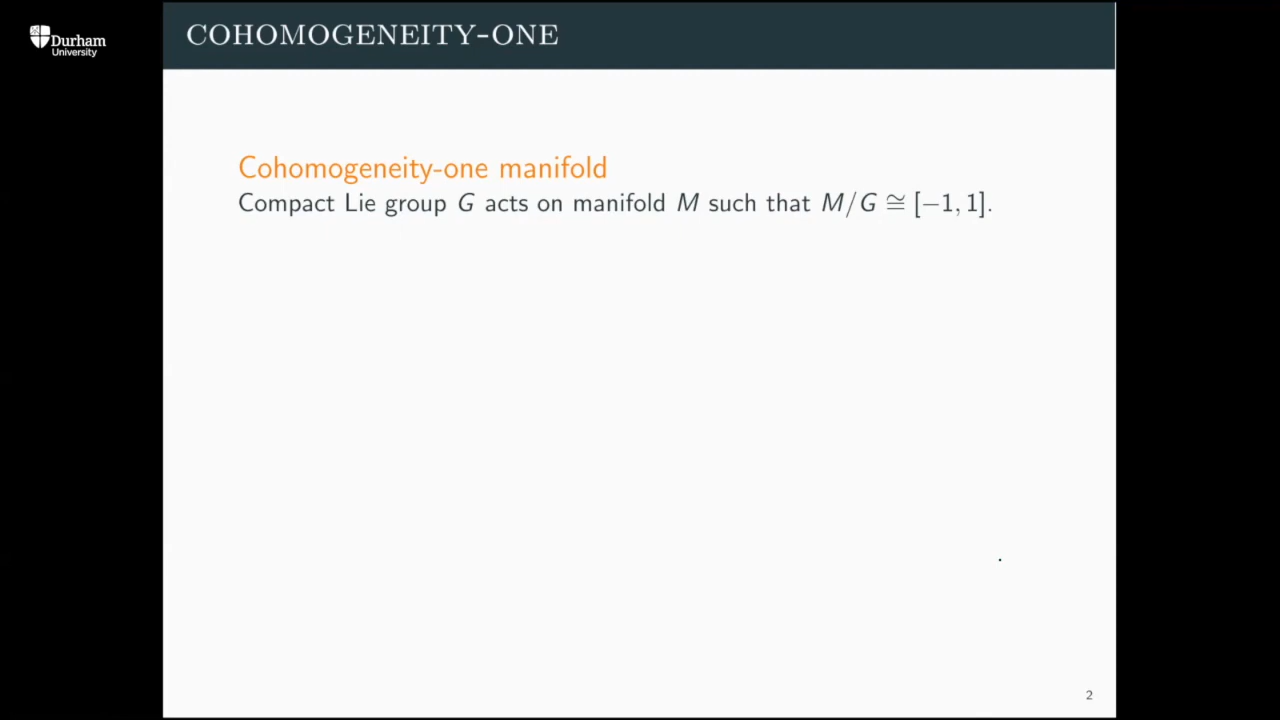 Durham
University
COHOMOGENEITY-ONE
Cohomogeneity-one manifold
Compact Lie group G acts on manifold M such that M/G ≅ [−1, 1].
2